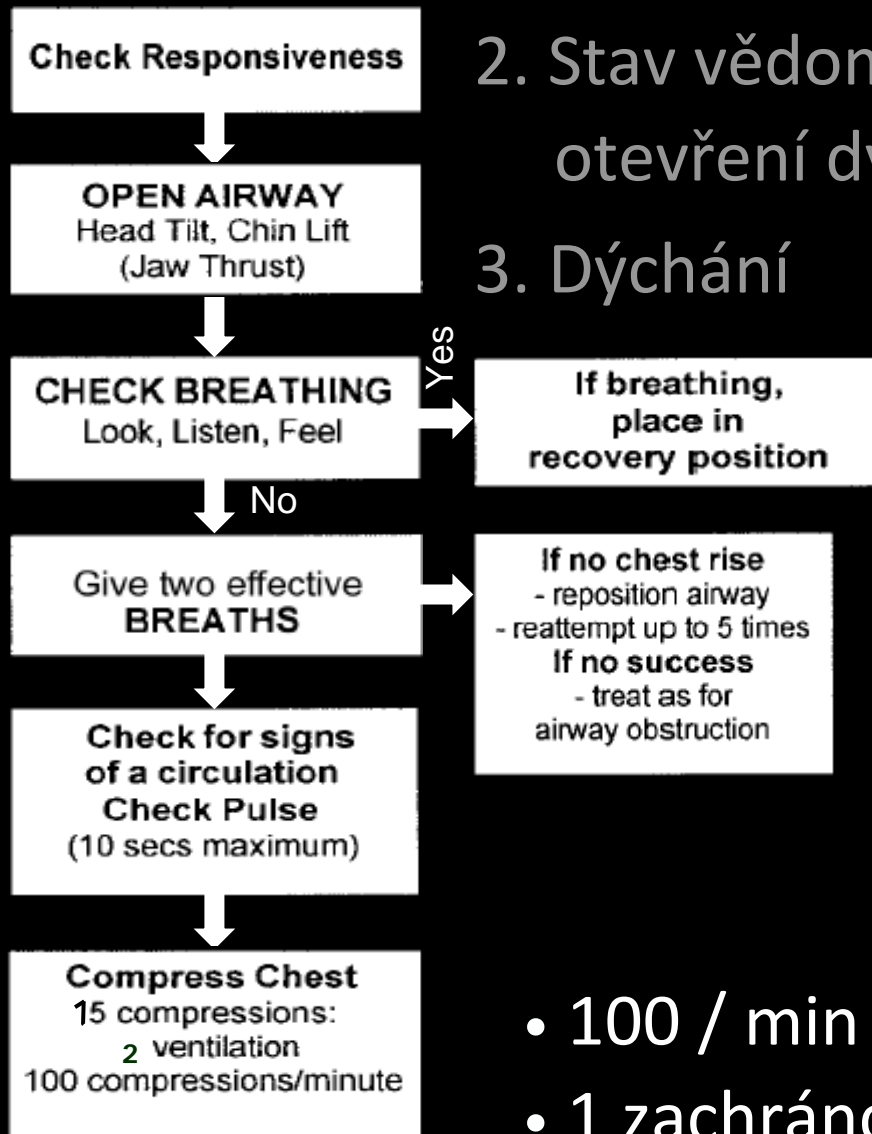 Check Responsiveness
2. Stav
otevření
OPEN AIRWAY
Head Tilt, Chin Lift
(Jaw Thrust)
3. Dýchání
Yes
CHECK BREATHING
Look, Listen, Feel
If breathing,
place in
recovery position
No
Give two effective
BREATHS
If no chest rise
- reposition airway
- reattempt up to 5 times
If no success
- treat as for
airway obstruction
Check for signs
of a circulation
Check Pulse
(10 secs maximum)
Compress Chest
15 compressions:
2 ventilation
100 compressions/minute
• 100 / min
• 1